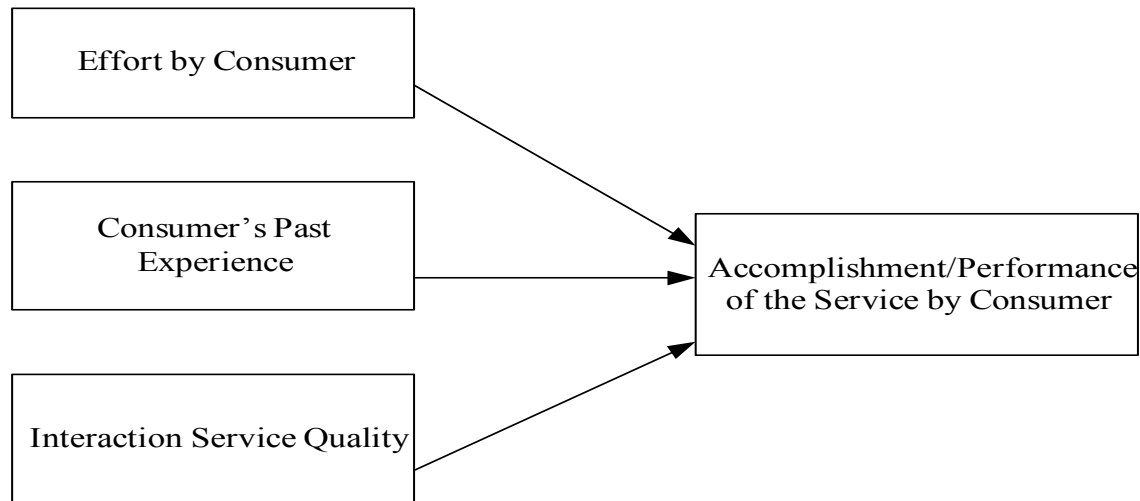 Effort by Consumer
Consumer’s Past
Experience
Accomplishment/Performance
of the Service by Consumer
Interaction Service Quality